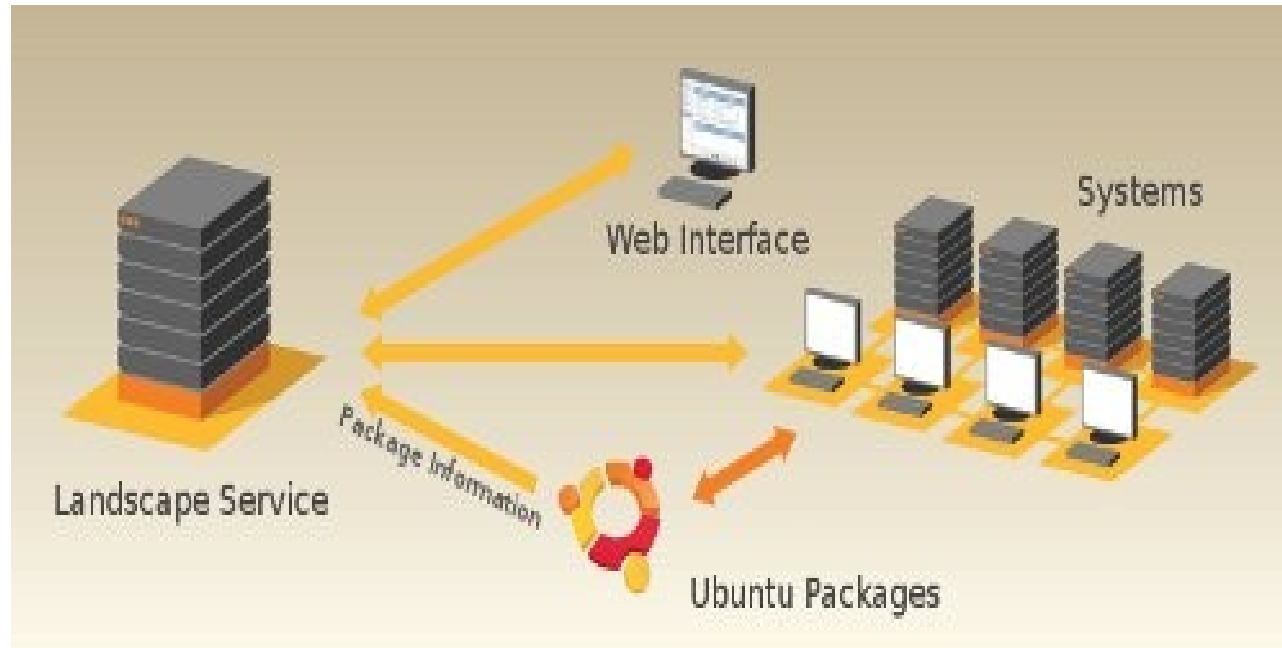 Systems
Web Interface
Package Information
Landscape Service
Ubuntu Packages